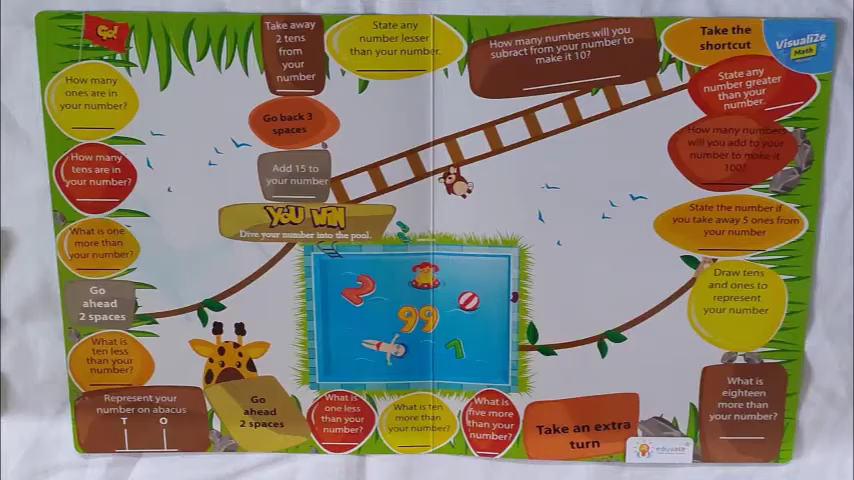 Go!
How many
ones are in
your number?
How many
tens are in
your number?
What is one
more than
your number?
Go
ahead
2 spaces
What is
ten less
than your
number?
Represent your
number on abacus
T O
Go
ahead
2 spaces
What is
one less
than your
number?
What is ten
more than
your number?
What is
five more
than your
number?
Take an extra
turn
What is
eighteen
more than
your
number?
Draw tens
and ones to
represent
your number
State the number if
you take away 5 ones from
your number
How many numbers
will you add to your
number to make it
100?
State any
number greater
than your
number.
Take the
shortcut
Visuali2e
Math
How many numbers will you
subtract from your number to
make it 10?
State any
number lesser
than your number.
Take away
2 tens
from
your
number
Go back 3
spaces
Add 15 to
your number
YOU WIN
Dive your number into the pool.
2
99
7